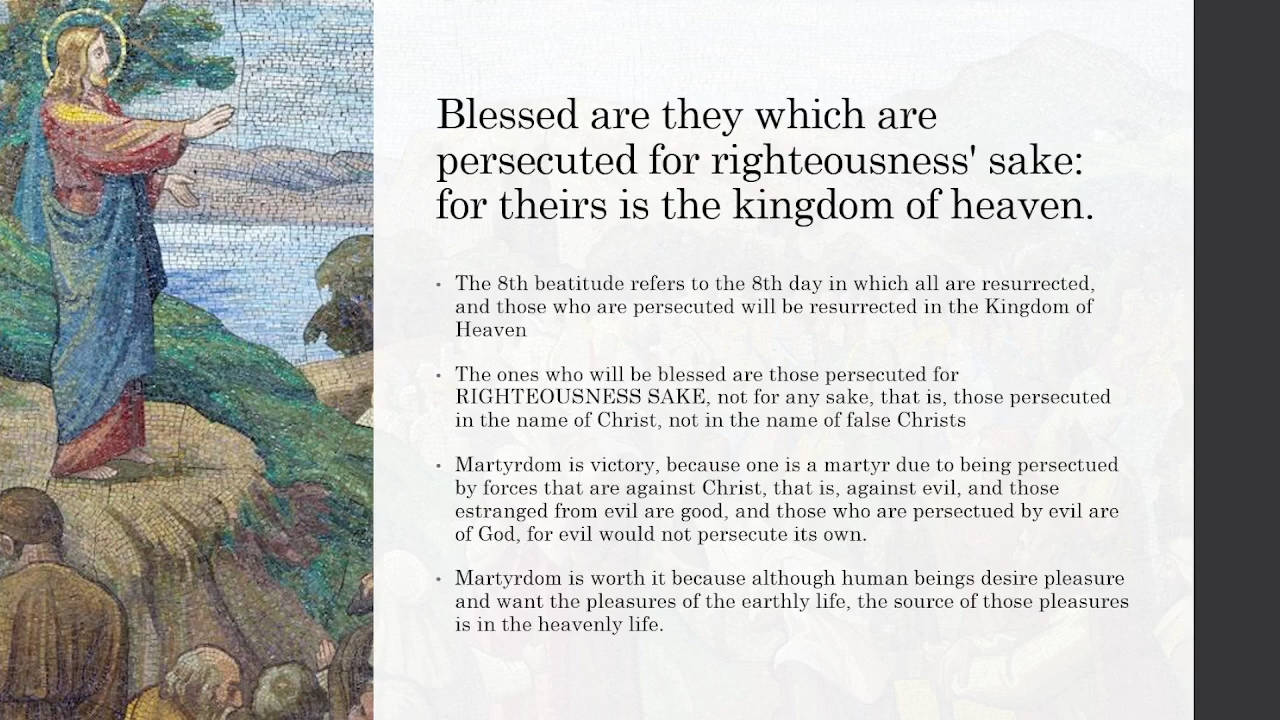 Blessed are they which are
persecuted for righteousness' sake:
for theirs is the kingdom of heaven.
• The 8th beatitude refers to the 8th day in which all are resurrected,
and those who are persecuted will be resurrected in the Kingdom of
Heaven
• The ones who will be blessed are those persecuted for
RIGHTEOUSNESS SAKE, not for any sake, that is, those persecuted
in the name of Christ, not in the name of false Christs
• Martyrdom is victory, because one is a martyr due to being persectued
by forces that are against Christ, that is, against evil, and those
estranged from evil are good, and those who are persectued by evil are
of God, for evil would not persecute its own.
• Martyrdom is worth it because although human beings desire pleasure
and want the pleasures of the earthly life, the source of those pleasures
is in the heavenly life.